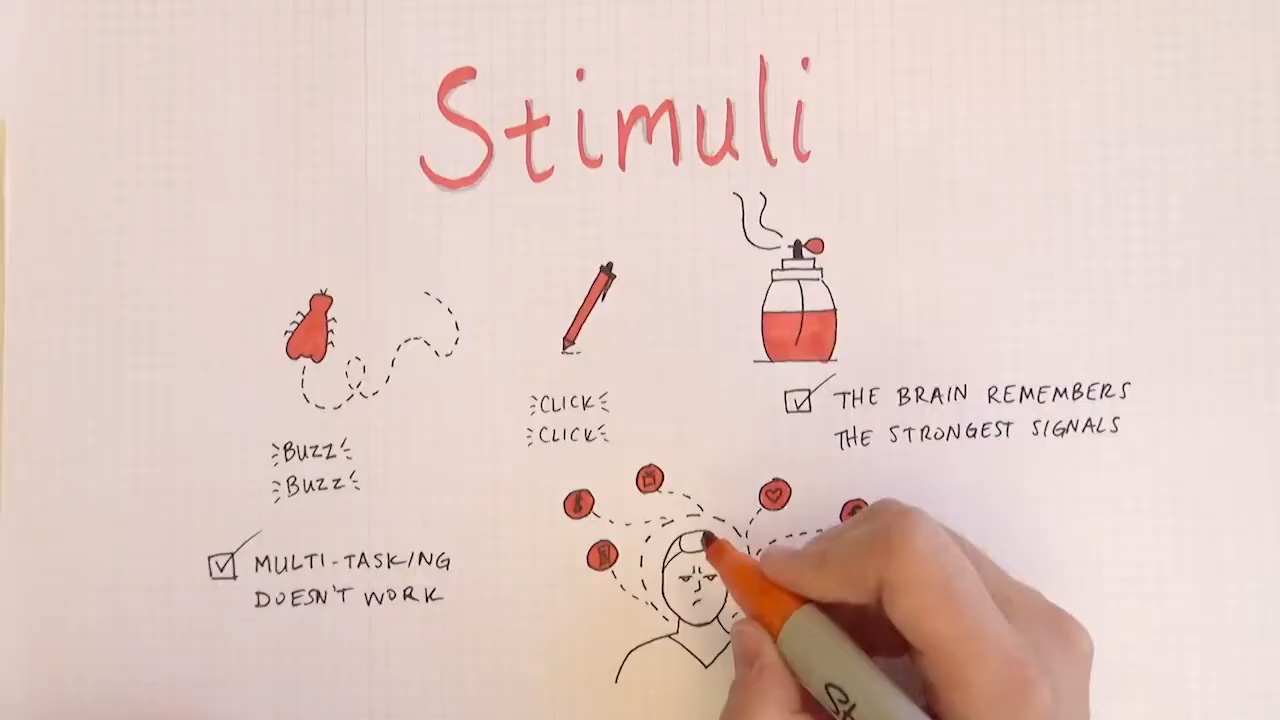 Stimuli
CLICK
CLICK
THE BRAIN REMEMBERS
THE STRONGEST SIGNALS
BUZZ
BUZZ
MULTI-TASKING
DOESN'T WORK